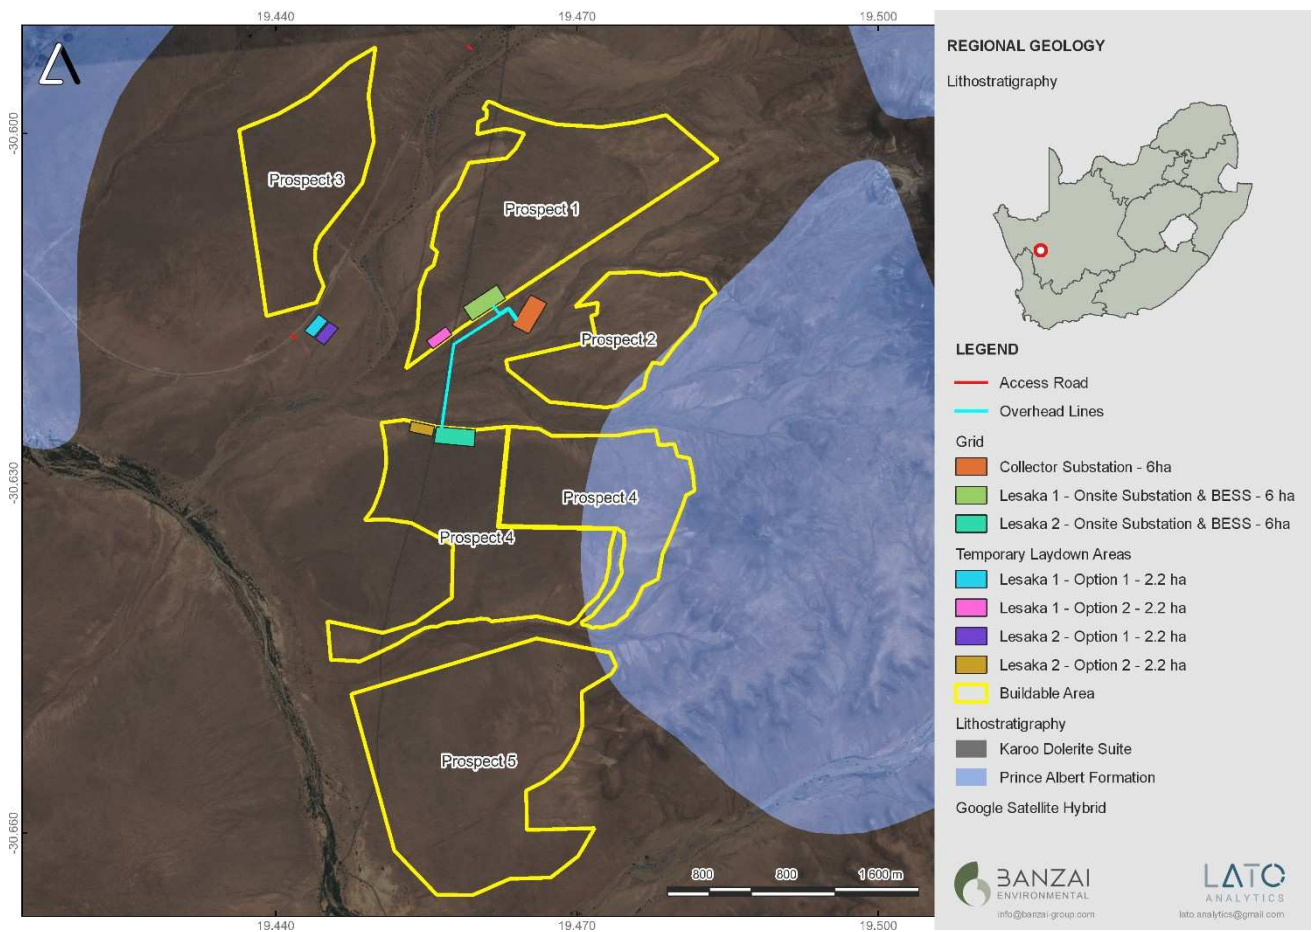 19.440
19.470
19.500
-30.600
-30.630
-30.660
Prospect 3
Prospect 1
Prospect 2
Prospect 4
Prospect 4
Prospect 5
800
800
1 600 m
19.440
19.470
19.500
REGIONAL GEOLOGY
Lithostratigraphy
LEGEND
Access Road
Overhead Lines
Grid
Collector Substation - 6ha
Lesaka 1 - Onsite Substation & BESS - 6 ha
Lesaka 2 - Onsite Substation & BESS - 6ha
Temporary Laydown Areas
Lesaka 1 - Option 1 - 2.2 ha
Lesaka 1 - Option 2 - 2.2 ha
Lesaka 2 - Option 1 - 2.2 ha
Lesaka 2 - Option 2 - 2.2 ha
Buildable Area
Lithostratigraphy
Karoo Dolerite Suite
Prince Albert Formation
Google Satellite Hybrid
BANZAI
ENVIRONMENTAL
info@banzai-group.com
LATO
ANALYTICS
lato.analytics@gmail.com